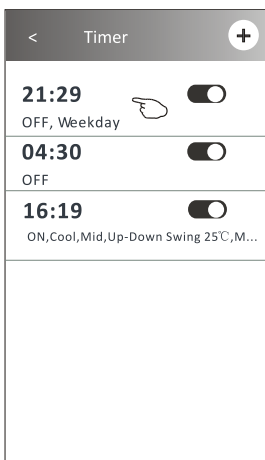 < Timer +
21:29
OFF, Weekday
04:30
OFF
16:19
ON,Cool,Mid,Up-Down Swing 25℃,M...